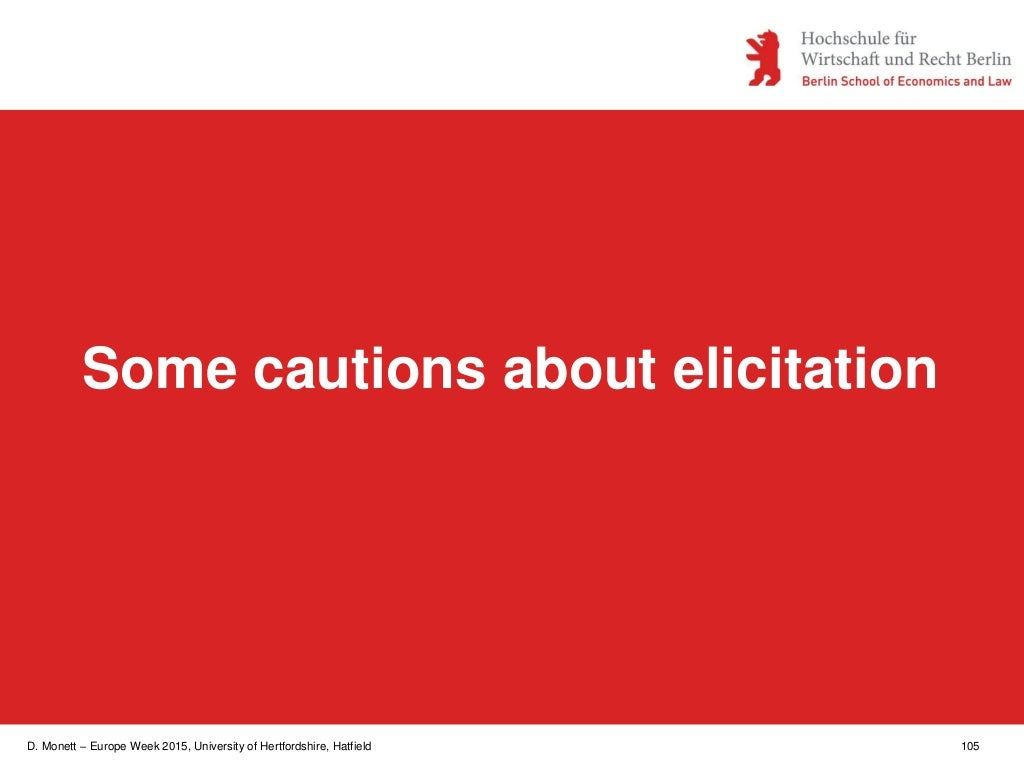 Hochschule für
Wirtschaft und Recht Berlin
Berlin School of Economics and Law
Some cautions about elicitation
D. Monett – Europe Week 2015, University of Hertfordshire, Hatfield
105